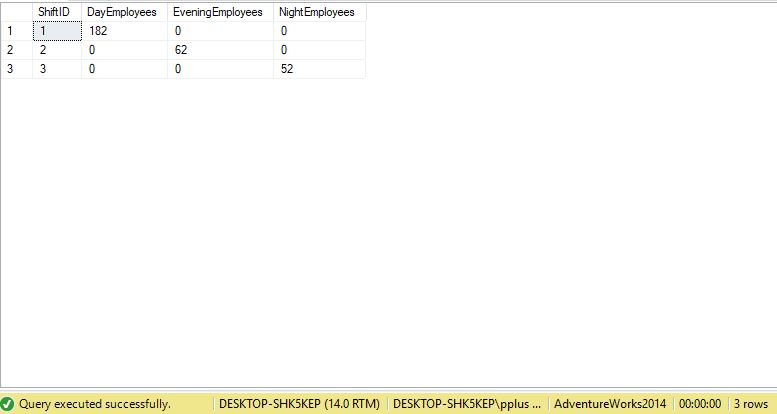 ShiftID DayEmployees EveningEmployees NightEmployees
1 1 182 0 0
2 2 0 62 0
3 3 0 0 52
Query executed successfully. DESKTOP-SHK5KEP (14.0 RTM) DESKTOP-SHK5KEP\pplus ... AdventureWorks2014 00:00:00 3 rows